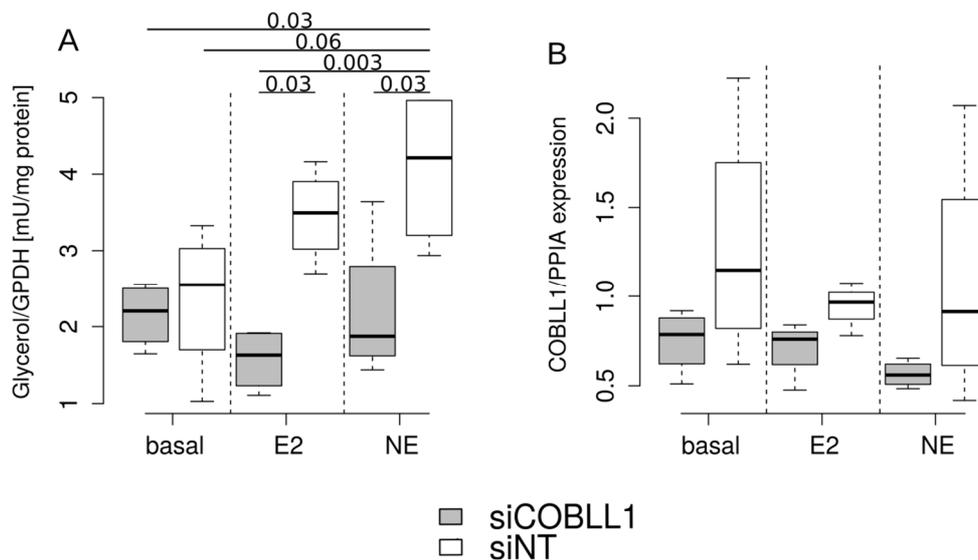 A
0.03
0.06
0.003
0.03 0.03
Glycerol/GPDH [mU/mg protein]
5
4
3
2
1
basal E2 NE
B
COBLL1/PPIA expression
2.0
1.5
1.0
0.5
basal E2 NE
siCOBLL1
siNT